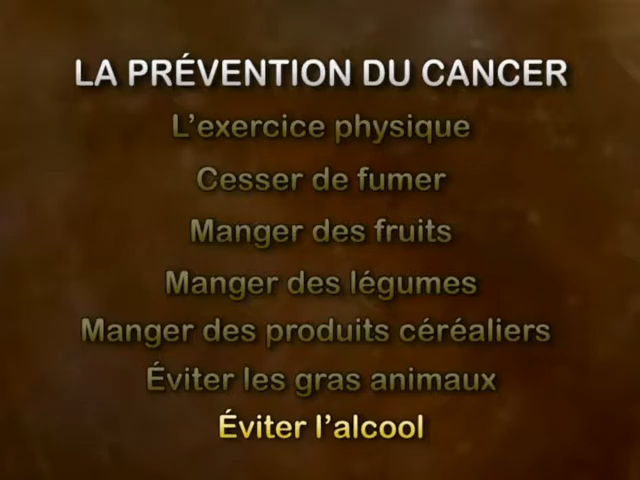 LA PRÉVENTION DU CANCER
L’exercice physique
Cesser de fumer
Manger des fruits
Manger des légumes
Manger des produits céréaliers
Éviter les gras animaux
Éviter l’alcool